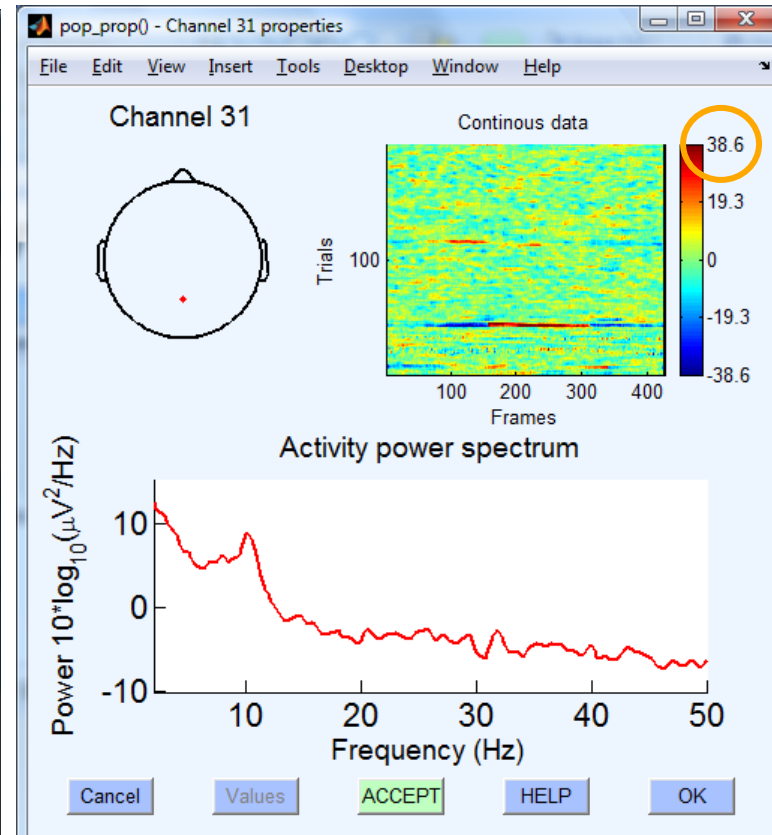 pop_prop() - Channel 31 properties
File Edit View Insert Tools Desktop Window Help
Channel 31
Continous data
38.6
19.3
0
-19.3
-38.6
Trials
100
100 200 300 400
Frames
Activity power spectrum
Power 10*log₁₀(μV²/Hz)
10
0
-10
10 20 30 40 50
Frequency (Hz)
Cancel Values ACCEPT HELP OK